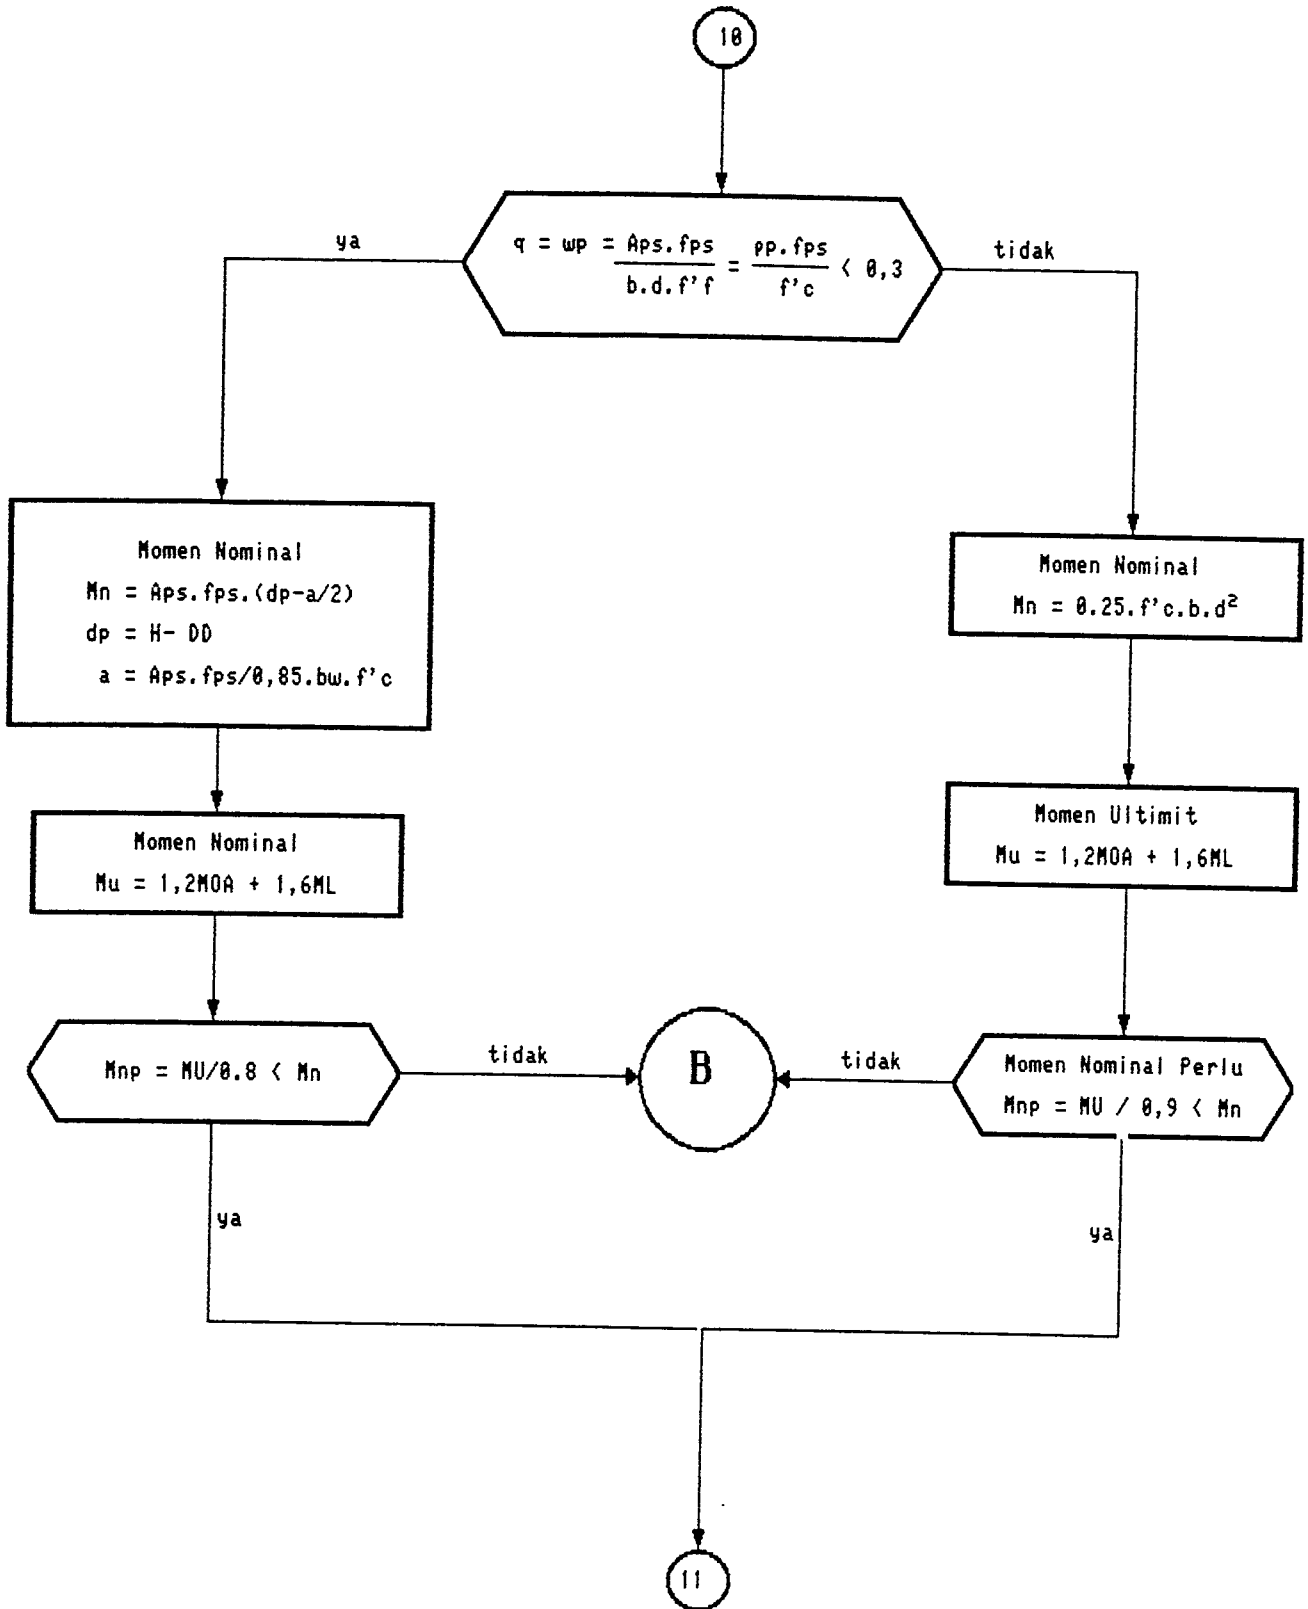 10
q = wp = Aps.fps / b.d.f'f = ρp.fps / f'c < 0,3
ya
tidak
Momen Nominal
Mn = Aps.fps.(dp-a/2)
dp = H- DD
a = Aps.fps/0,85.bw.f'c
Momen Nominal
Mn = 0.25.f'c.b.d²
Momen Nominal
Mu = 1,2MOA + 1,6ML
Momen Ultimit
Mu = 1,2MOA + 1,6ML
Mnp = MU/0.8 < Mn
tidak
B
tidak
Momen Nominal Perlu
Mnp = MU / 0,9 < Mn
ya
ya
11